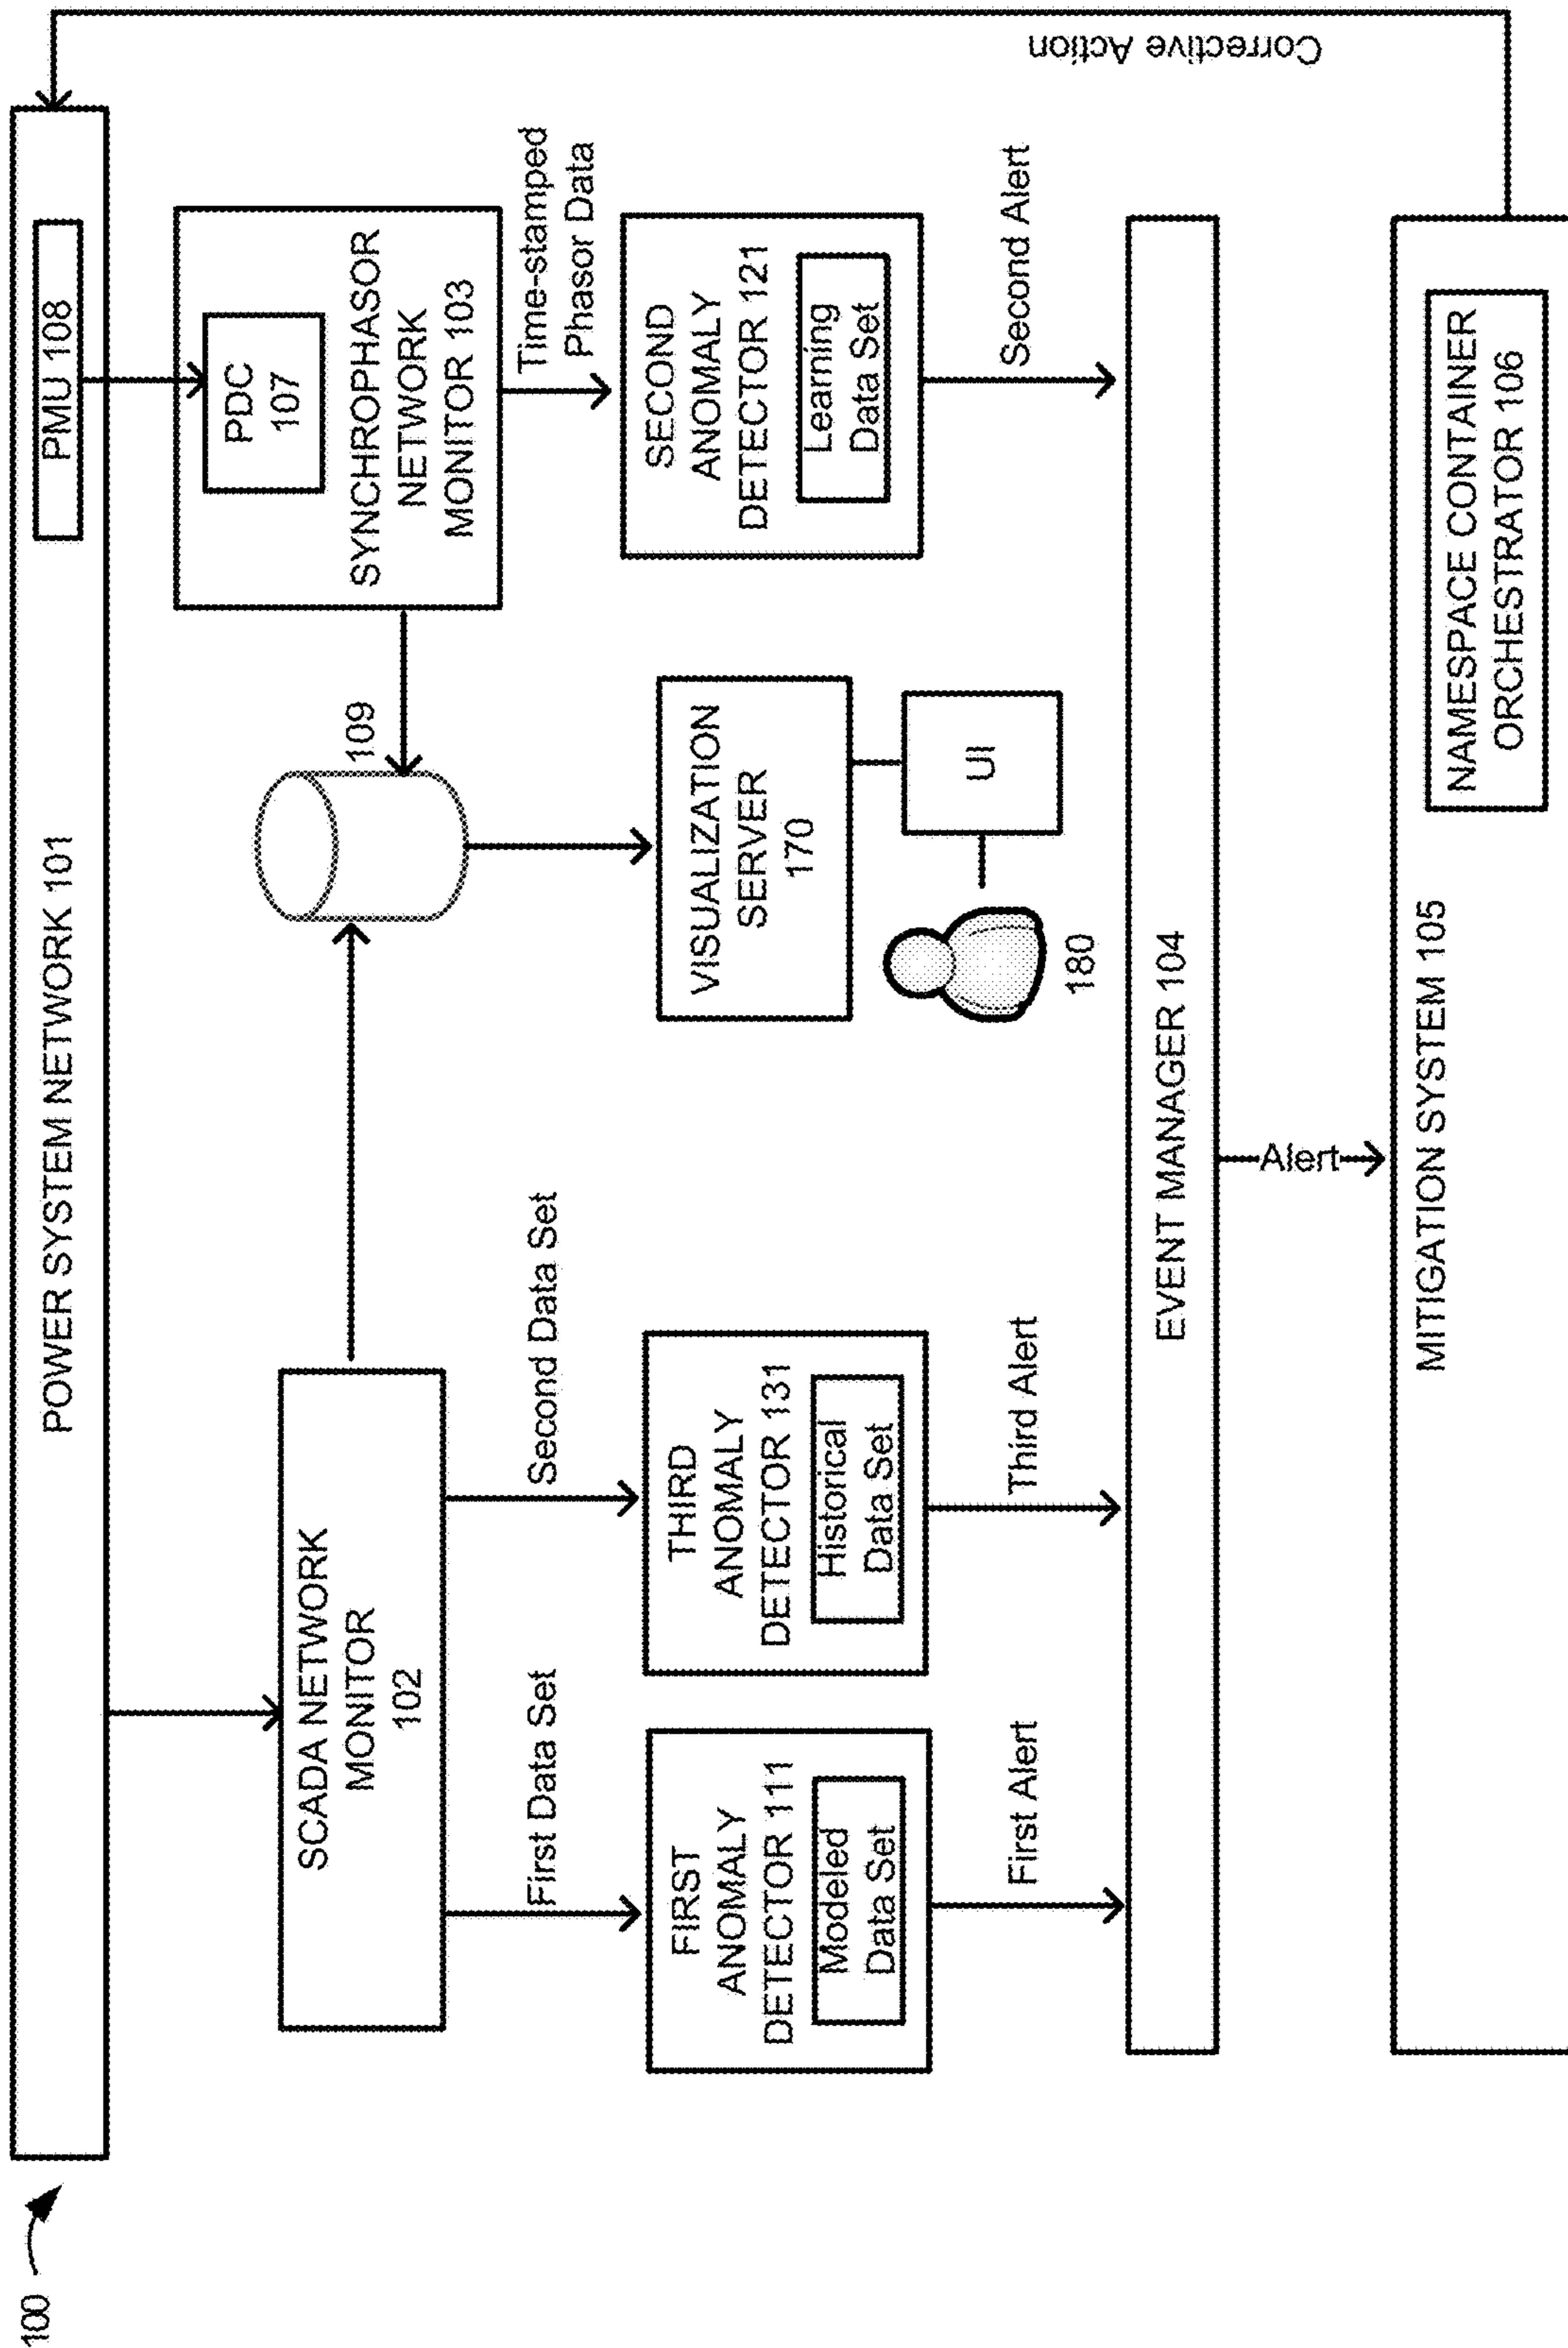 100
POWER SYSTEM NETWORK 101
PMU 108
SCADA NETWORK
MONITOR
102
109
PDC
107
SYNCHROPHASOR
NETWORK
MONITOR 103
First Data Set
Second Data Set
Time-stamped
Phasor Data
FIRST
ANOMALY
DETECTOR 111
Modeled
Data Set
THIRD
ANOMALY
DETECTOR 131
Historical
Data Set
VISUALIZATION
SERVER
170
UI
180
SECOND
ANOMALY
DETECTOR 121
Learning
Data Set
First Alert
Third Alert
Second Alert
EVENT MANAGER 104
Alert
Corrective Action
MITIGATION SYSTEM 105
NAMESPACE CONTAINER
ORCHESTRATOR 106